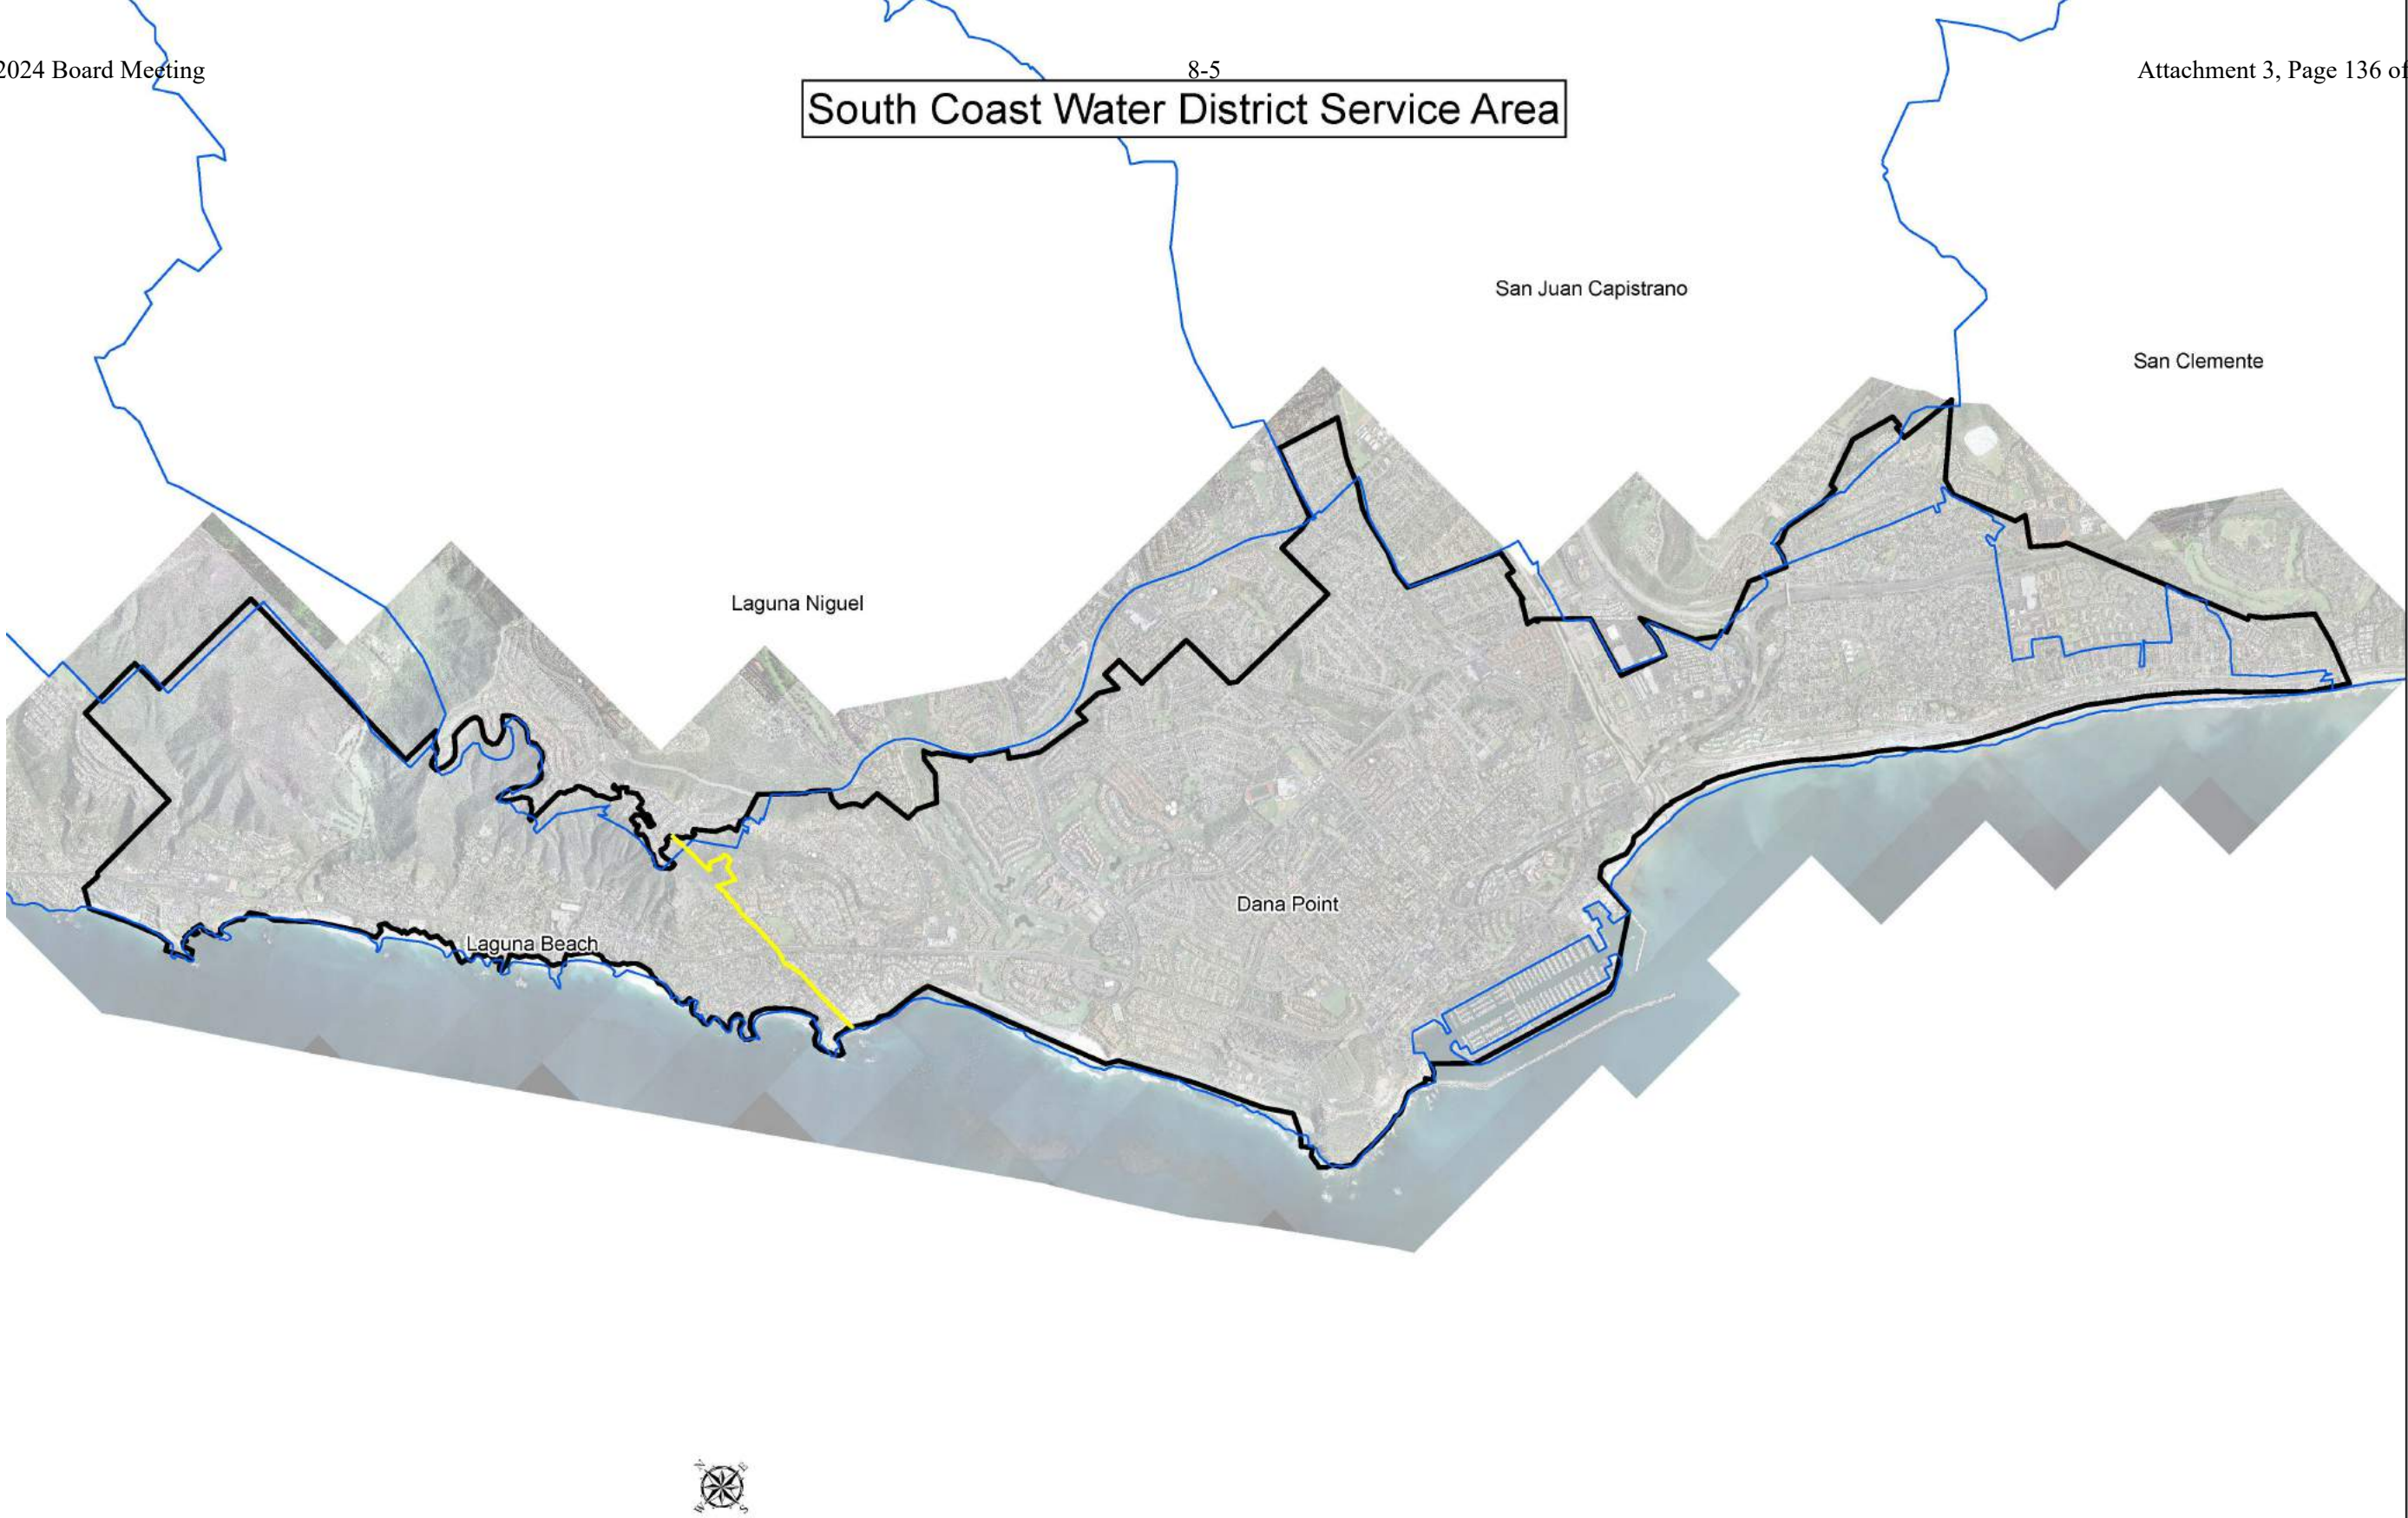 2024 Board Meeting
8-5
Attachment 3, Page 136 of
South Coast Water District Service Area
San Juan Capistrano
San Clemente
Laguna Niguel
Dana Point
Laguna Beach
N E
W S